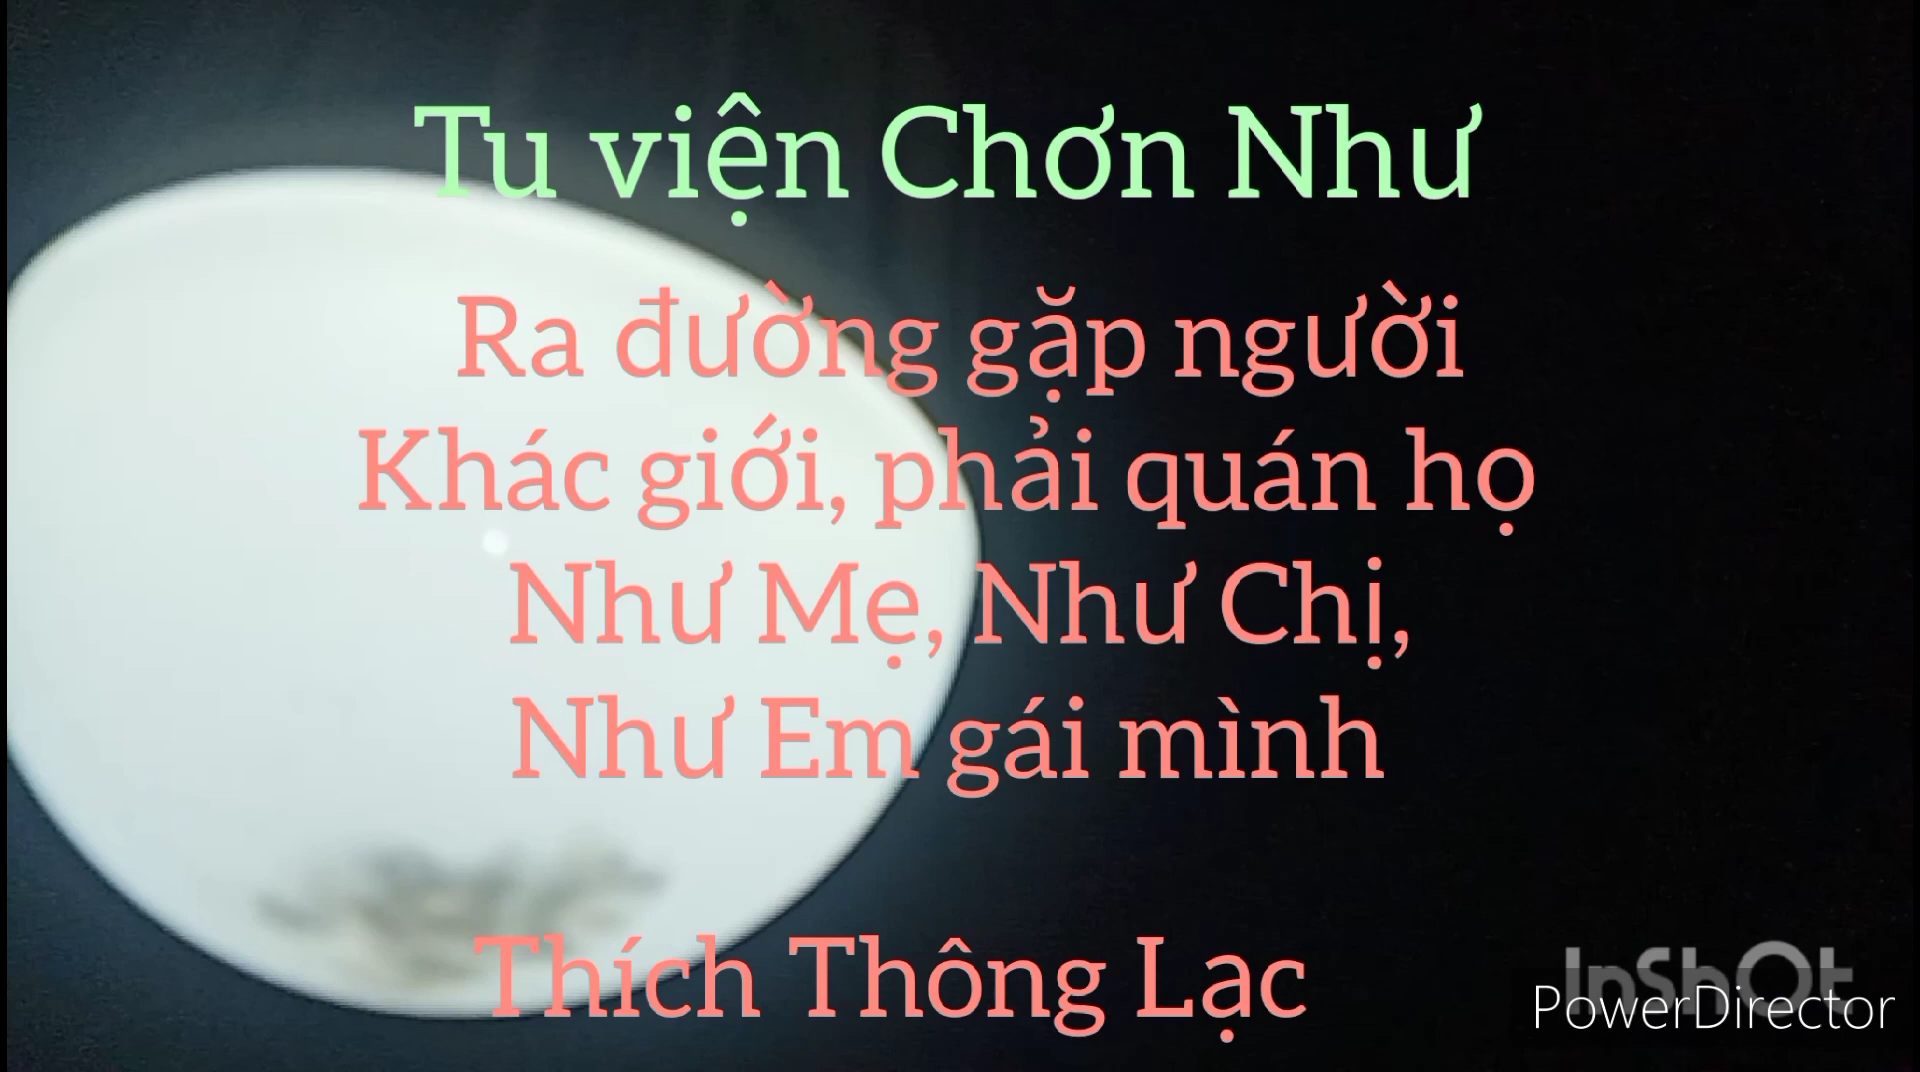 Tu viện Chơn Như
Ra đường gặp người
Khác giới, phải quán họ
Như Mẹ, Như Chị,
Như Em gái mình
Thích Thông Lạc
InShOt
PowerDirector